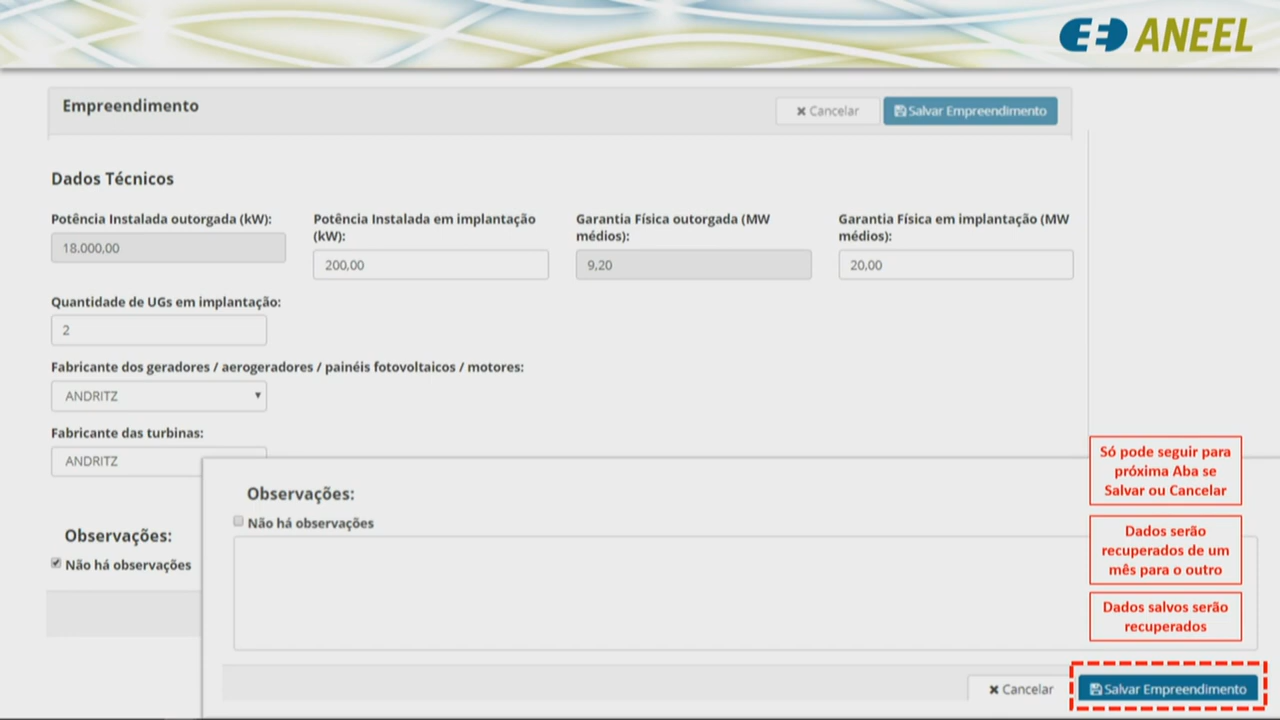 ANEEL
Empreendimento
Cancelar
Salvar Empreendimento
Dados Técnicos
Potência Instalada outorgada (kW):
18.000,00
Potência Instalada em implantação
(kW):
200,00
Garantia Física outorgada (MW
médios):
9,20
Garantia Física em implantação (MW
médios):
20,00
Quantidade de UGs em implantação:
2
Fabricante dos geradores / aerogeradores / painéis fotovoltaicos / motores:
ANDRITZ
Fabricante das turbinas:
ANDRITZ
Observações:
Não há observações
Observações:
Não há observações
Só pode seguir para
próxima Aba se
Salvar ou Cancelar
Dados serão
recuperados de um
mês para o outro
Dados salvos serão
recuperados
Cancelar
Salvar Empreendimento